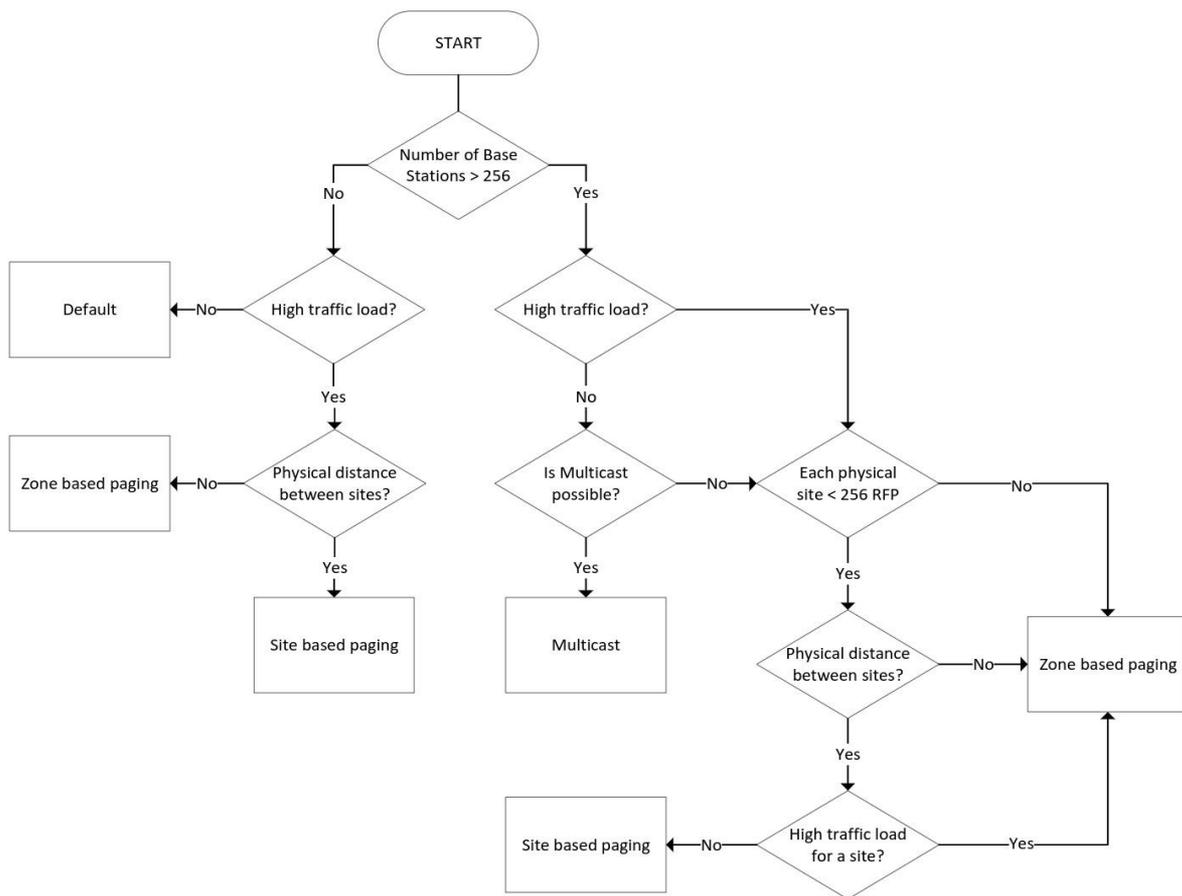 START
Number of Base
Stations > 256
No
Yes
Default
No
High traffic load?
High traffic load?
Yes
Yes
No
Zone based paging
No
Physical distance
between sites?
Is Multicast
possible?
No
Each physical
site < 256 RFP
No
Yes
Yes
Yes
Site based paging
Multicast
Physical distance
between sites?
No
Zone based paging
Yes
Site based paging
No
High traffic load
for a site?
Yes